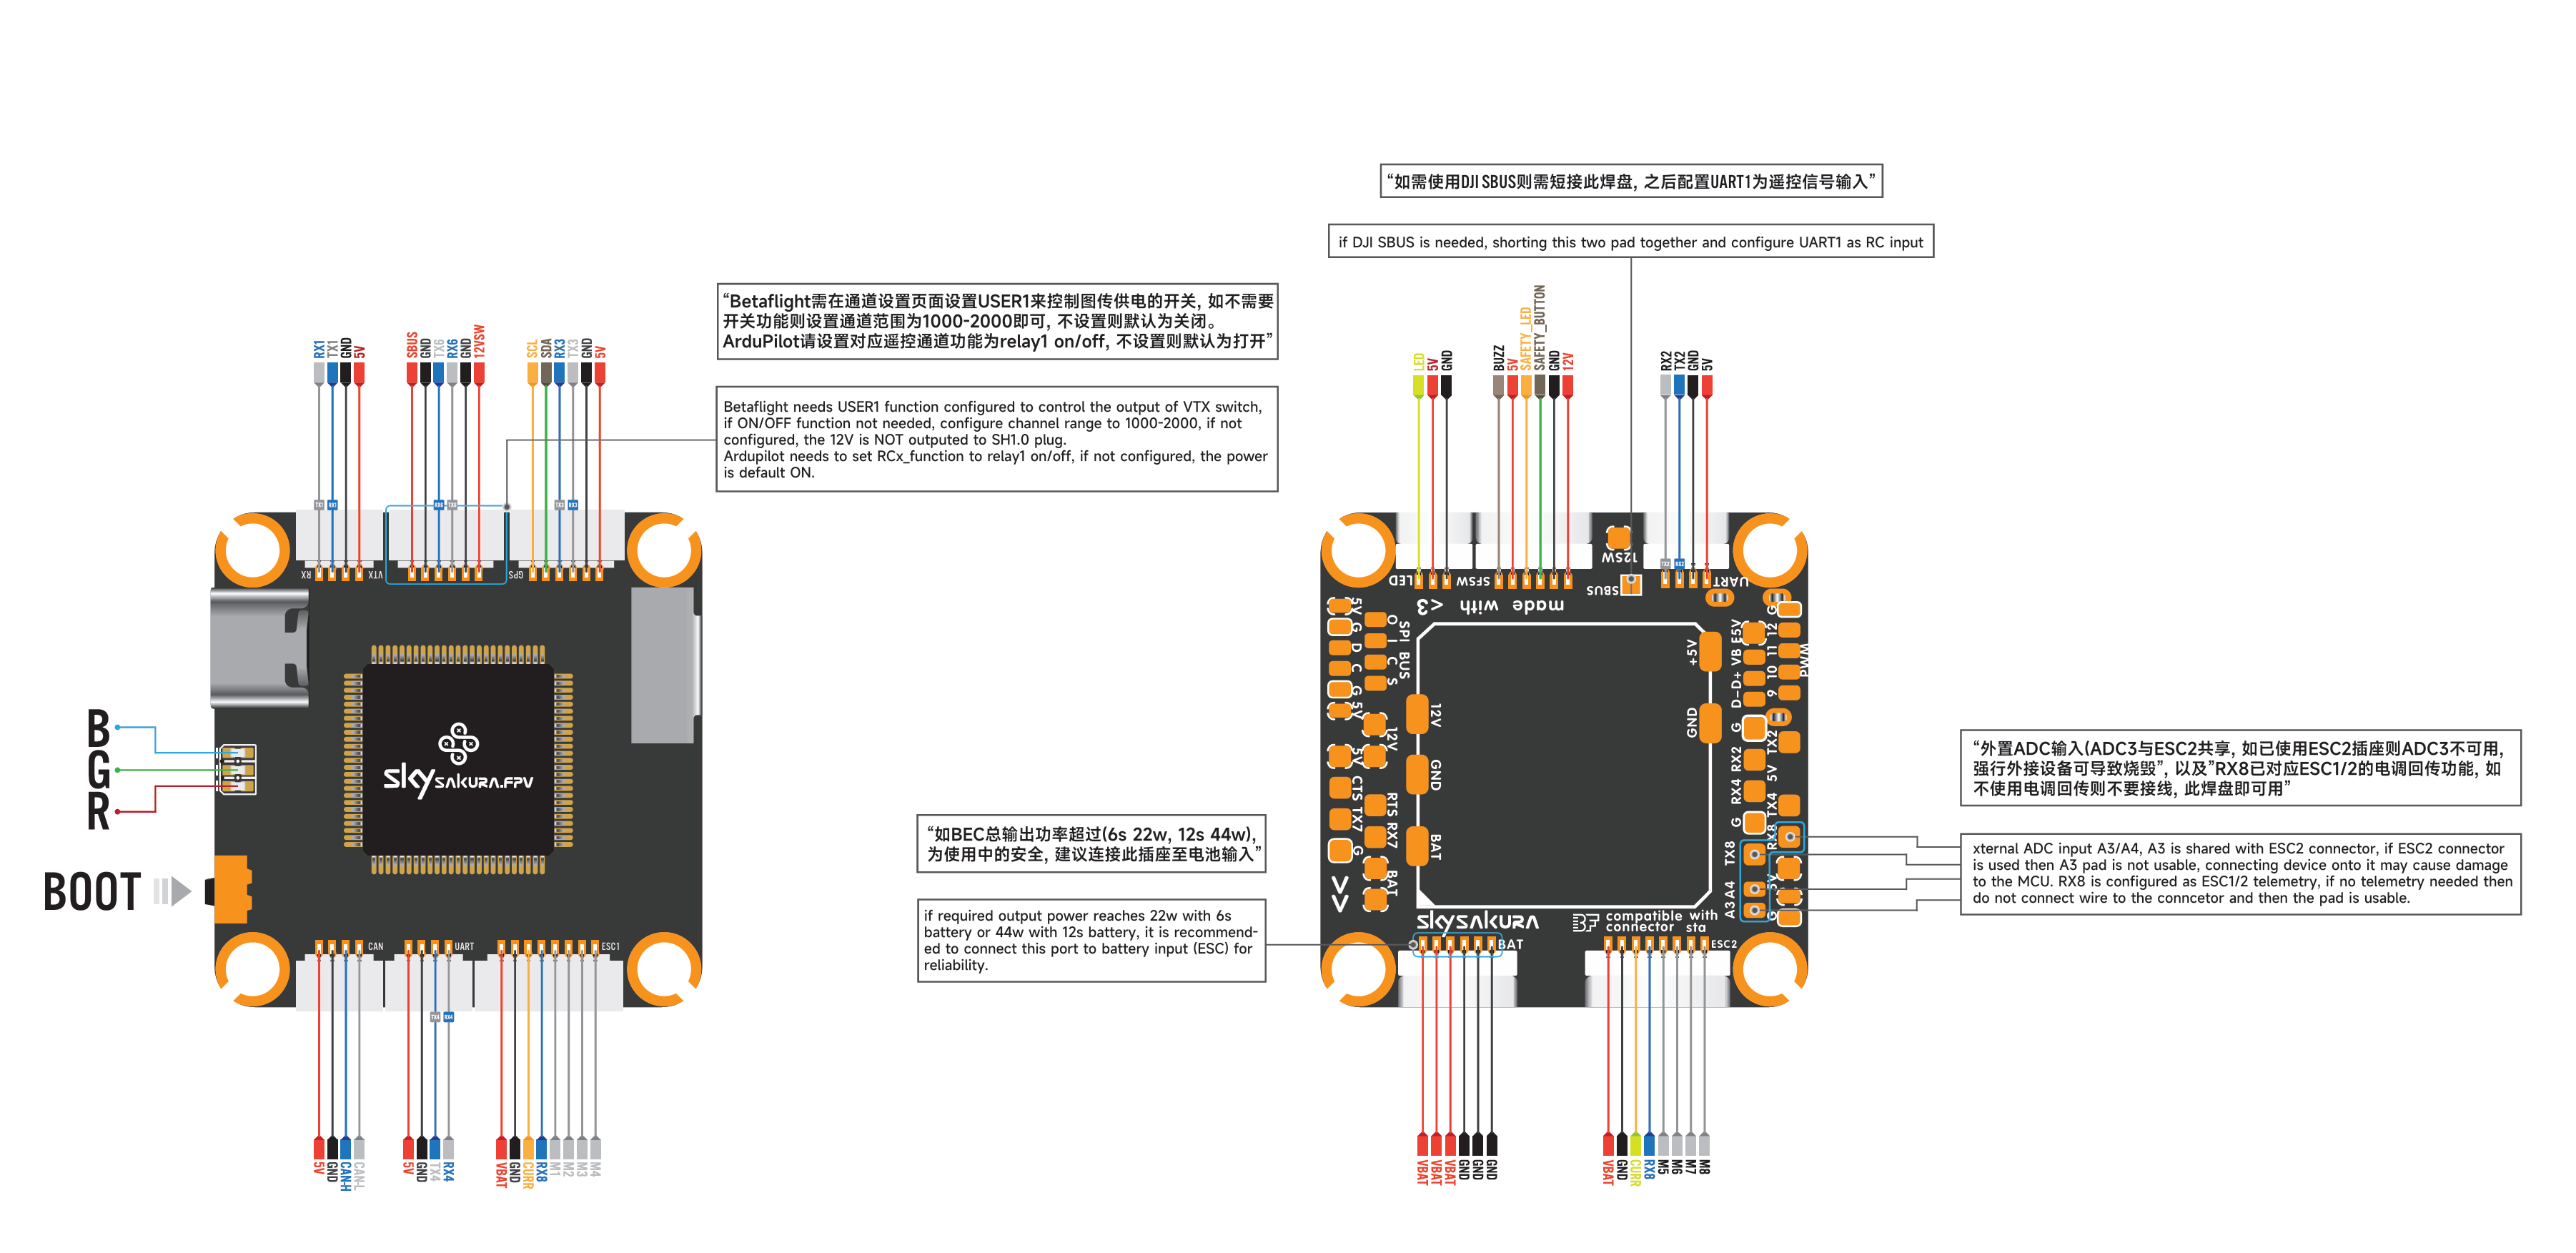 “如需使用DJI SBUS则需短接此焊盘, 之后配置UART1为遥控信号输入”
if DJI SBUS is needed, shorting this two pad together and configure UART1 as RC input
“Betaflight需在通道设置页面设置USER1来控制图传供电的开关, 如不需要
开关功能则设置通道范围为1000-2000即可, 不设置则默认为关闭。
ArduPilot请设置对应遥控通道功能为relay1 on/off, 不设置则默认为打开”
Betaflight needs USER1 function configured to control the output of VTX switch,
if ON/OFF function not needed, configure channel range to 1000-2000, if not
configured, the 12V is NOT outputed to SH1.0 plug.
Ardupilot needs to set RCx_function to relay1 on/off, if not configured, the power
is default ON.
RX1 TX1 GND 5V
SBUS GND TX6 RX6 GND 12VSW
SCL SDA RX3 TX3 GND 5V
TX1 RX1
RX6 TX6
TX3 RX3
RX VTX GPS
B
G
R
BOOT
SKYSAKURA.FPV
CAN UART ESC1
TX4 RX4
5V GND CAN-H CAN-L
5V GND TX4 RX4
VBAT GND CURR RX8 M1 M2 M3 M4
LED 5V GND
BUZZ 5V SAFETY_LED SAFETY_BUTTON GND 12V
RX2 TX2 GND 5V
TX2 RX2
LED SFSW 12SW SBUS UART
made with <3
5V G D C G 5V
O I C S
SPI BUS
12V
5V
CTS TX7 G
RTS RX7 BAT
>>
12V
GND
BAT
+5V
GND
E5V VB D+ D- G RX2 RX4 G TX8 A4 A3
G 12 11 10 9
PWM
TX2 5V TX4 RX8 5V G
SKYSAKURA
compatible with
connector sta
BAT
ESC2
VBAT VBAT VBAT GND GND GND
VBAT GND CURR RX8 M5 M6 M7 M8
“如BEC总输出功率超过(6s 22w, 12s 44w),
为使用中的安全, 建议连接此插座至电池输入”
if required output power reaches 22w with 6s
battery or 44w with 12s battery, it is recommend-
ed to connect this port to battery input (ESC) for
reliability.
“外置ADC输入(ADC3与ESC2共享, 如已使用ESC2插座则ADC3不可用,
强行外接设备可导致烧毁”, 以及”RX8已对应ESC1/2的电调回传功能, 如
不使用电调回传则不要接线, 此焊盘即可用”
xternal ADC input A3/A4, A3 is shared with ESC2 connector, if ESC2 connector
is used then A3 pad is not usable, connecting device onto it may cause damage
to the MCU. RX8 is configured as ESC1/2 telemetry, if no telemetry needed then
do not connect wire to the conncetor and then the pad is usable.